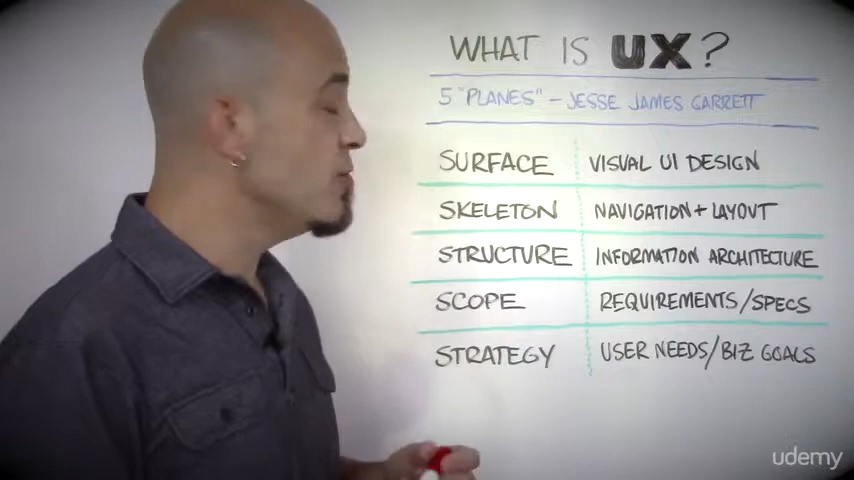 WHAT IS UX?
5 "PLANES" - JESSE JAMES GARRETT
SURFACE VISUAL UI DESIGN
SKELETON NAVIGATION + LAYOUT
STRUCTURE INFORMATION ARCHITECTURE
SCOPE REQUIREMENTS/SPECS
STRATEGY USER NEEDS/BIZ GOALS
udemy